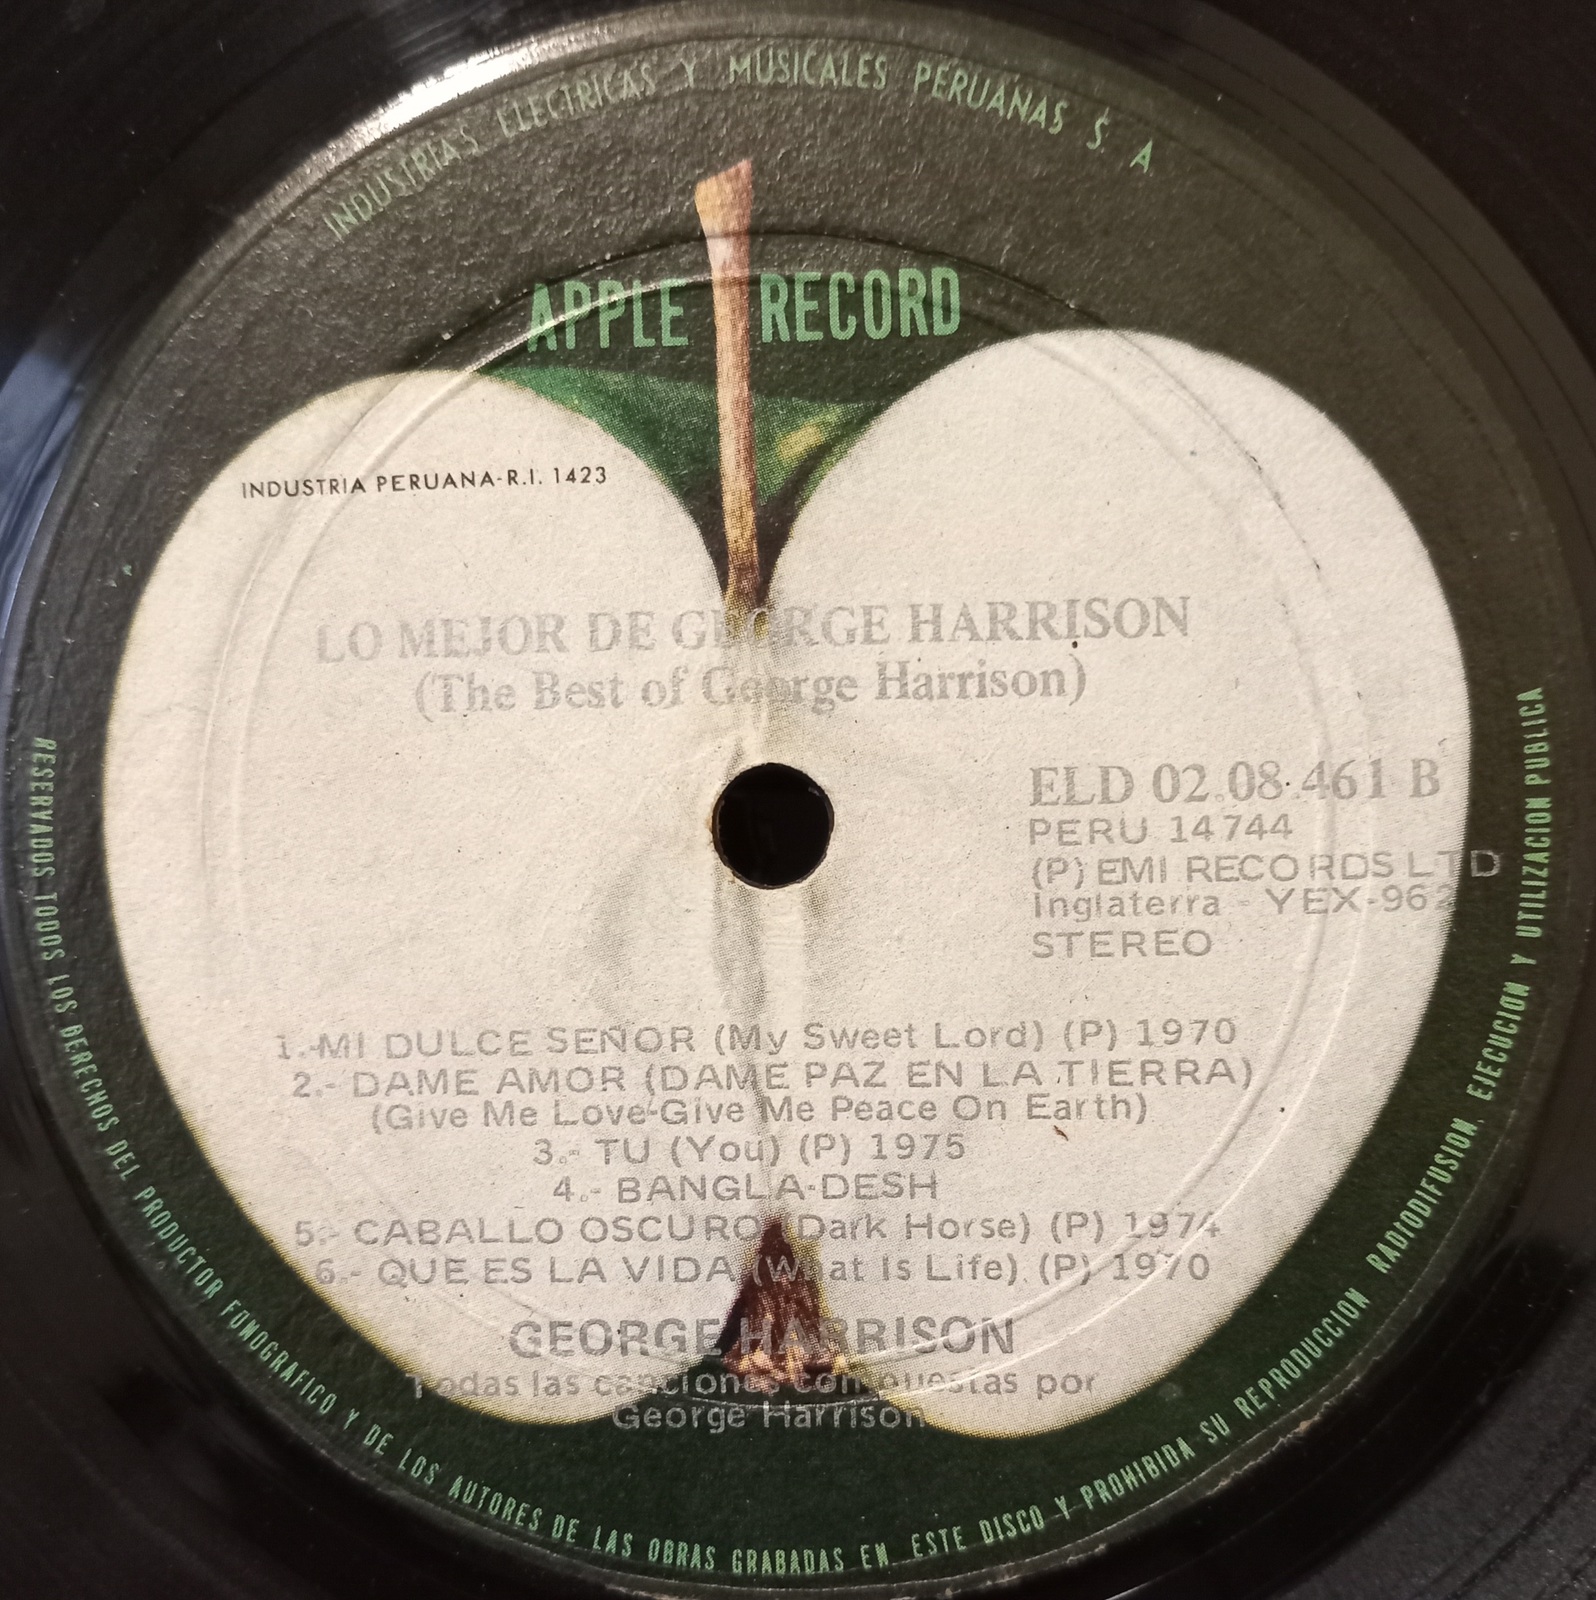 INDUSTRIAS ELECTRICAS Y MUSICALES PERUANAS S. A
APPLE RECORD
INDUSTRIA PERUANA-R.I. 1423
LO MEJOR DE GEORGE HARRISON
(The Best of George Harrison)
ELD 02.08.461 B
PERU 14744
(P) EMI RECORDS LTD
Inglaterra - YEX-962
STEREO
1.-MI DULCE SEÑOR (My Sweet Lord) (P) 1970
2.- DAME AMOR (DAME PAZ EN LA TIERRA)
(Give Me Love-Give Me Peace On Earth)
3.- TU (You) (P) 1975
4.- BANGLA-DESH
5.- CABALLO OSCURO (Dark Horse) (P) 1974
6.- QUE ES LA VIDA (What Is Life) (P) 1970
GEORGE HARRISON
Todas las canciones compuestas por
George Harrison
RESERVADOS TODOS LOS DERECHOS DEL PRODUCTOR FONOGRAFICO Y DE LOS AUTORES DE LAS OBRAS GRABADAS EN ESTE DISCO Y PROHIBIDA SU REPRODUCCION RADIODIFUSION, EJECUCION Y UTILIZACION PUBLICA